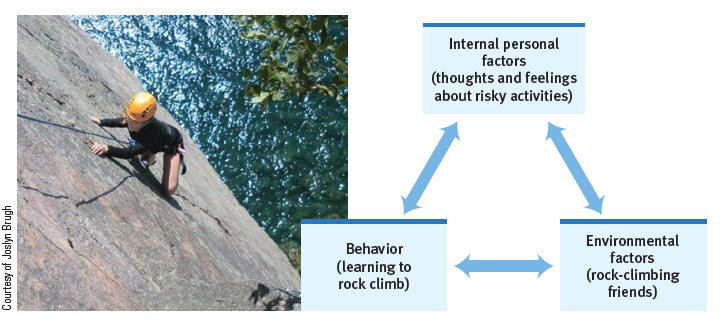 Internal personal
factors
(thoughts and feelings
about risky activities)
Behavior
(learning to
rock climb)
Environmental
factors
(rock-climbing
friends)
Courtesy of Joslyn Brugh